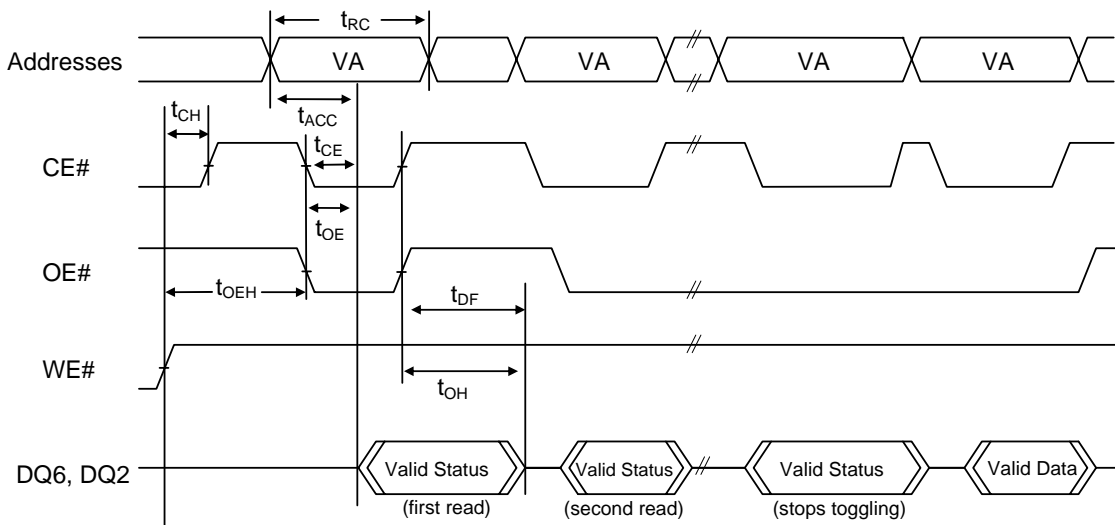 tRC
Addresses VA VA VA VA
tCH tACC
tCE
CE#
tOE
OE#
tOEH tDF
WE#
tOH
DQ6, DQ2 Valid Status Valid Status Valid Status Valid Data
(first read) (second read) (stops toggling)